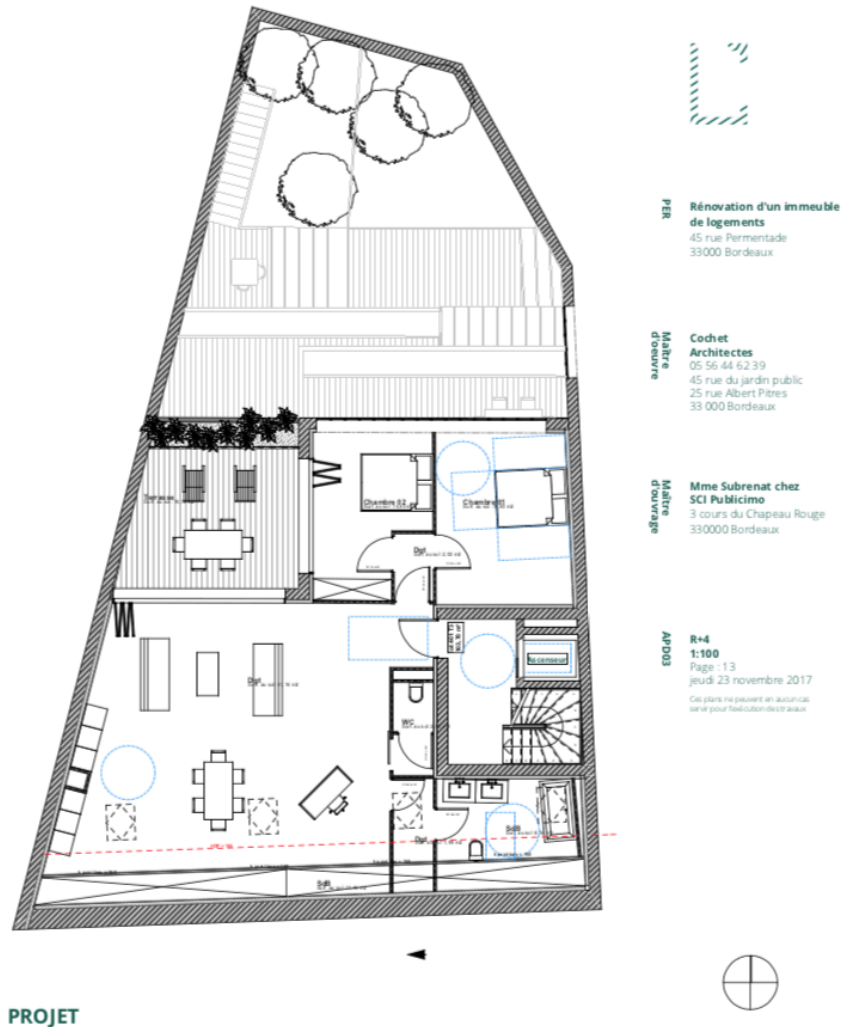 PER
Rénovation d'un immeuble
de logements
45 rue Permentade
33000 Bordeaux
Maître
d'oeuvre
Cochet
Architectes
05 56 44 62 39
45 rue du jardin public
25 rue Albert Pitres
33 000 Bordeaux
Maître
d'ouvrage
Mme Subrenat chez
SCI Publicimo
3 cours du Chapeau Rouge
330000 Bordeaux
APD03
R+4
1:100
Page : 13
jeudi 23 novembre 2017
Ces plans ne peuvent en aucun cas
servir pour l'exécution des travaux
Terrasse
Chambre 02
Chambre 01
Dgt
Dgt
WC
Ascenseur
Dgt
SdB
SdB
PROJET